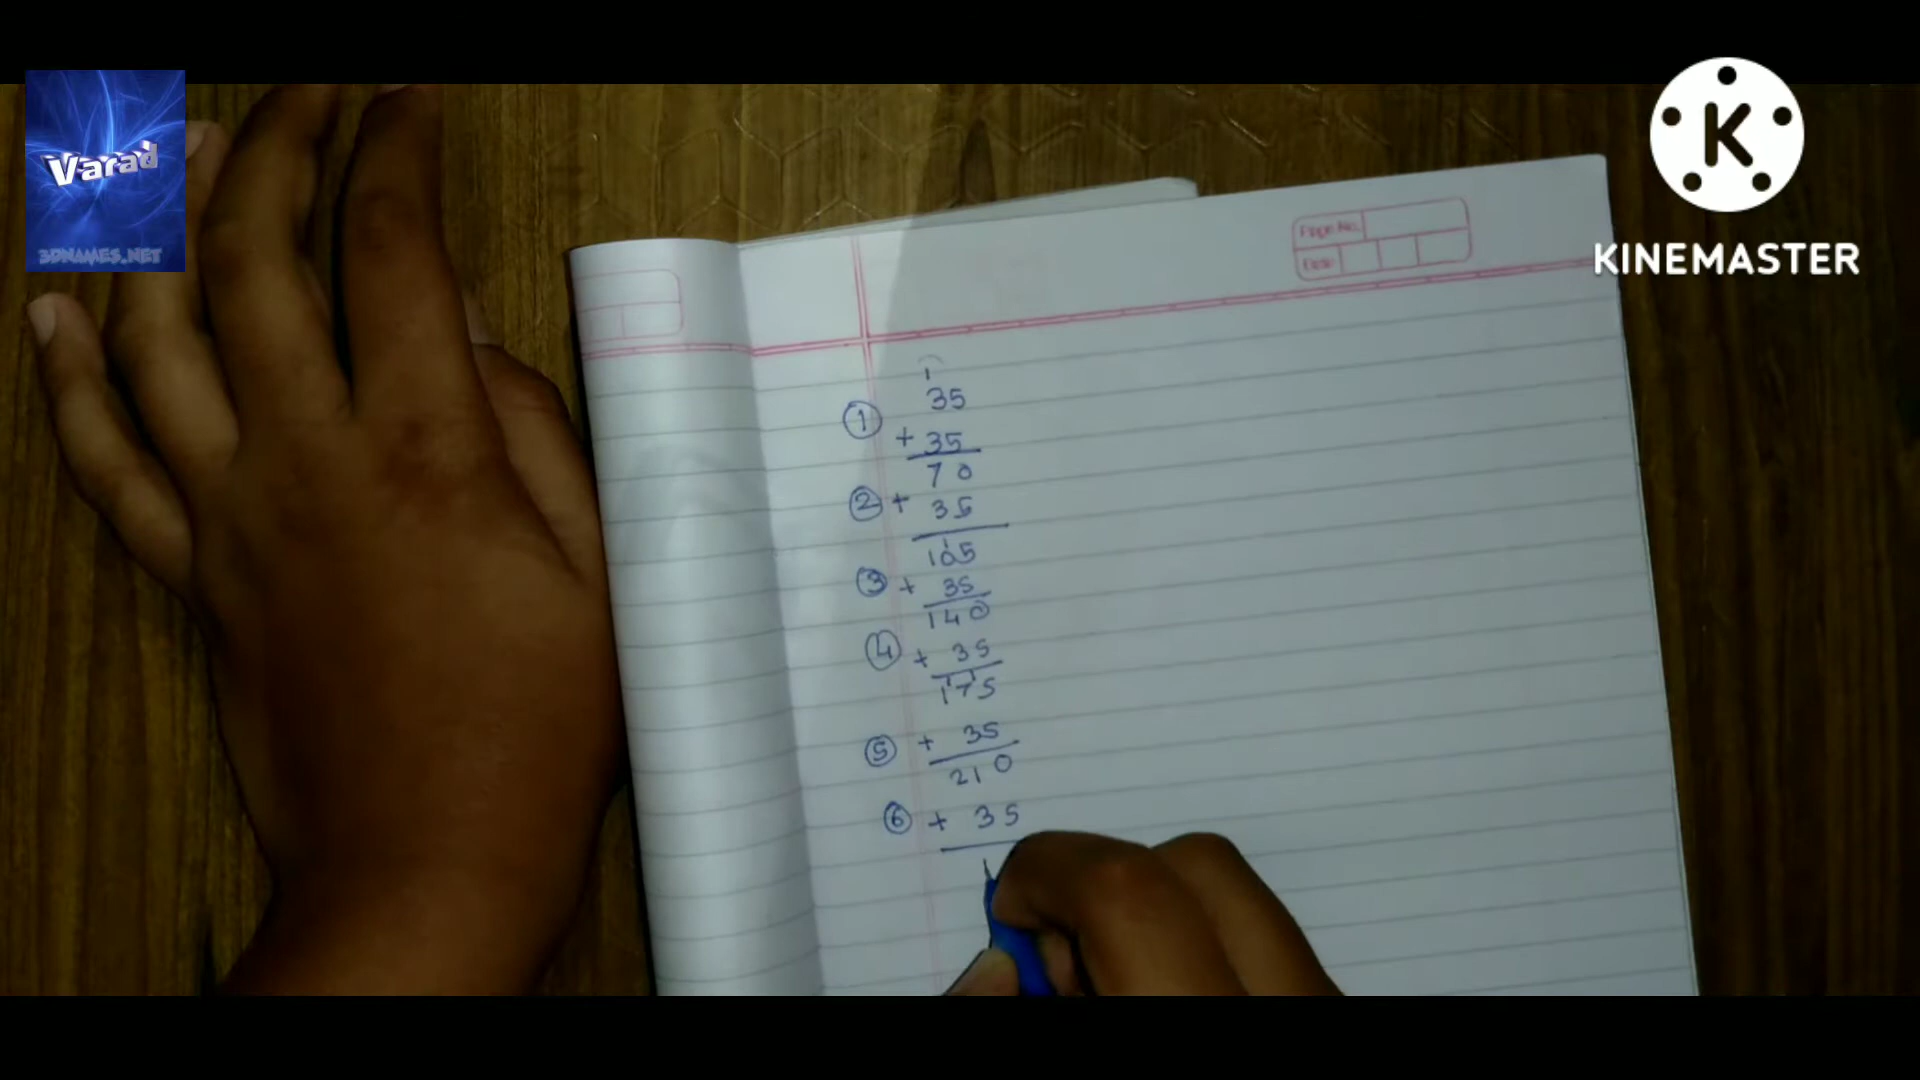 Varad
3DNAMES.NET
K
KINEMASTER
Page No.
Date
1
35
① + 35
70
② + 35
105
③ + 35
140
④ + 35
175
⑤ + 35
210
⑥ + 35